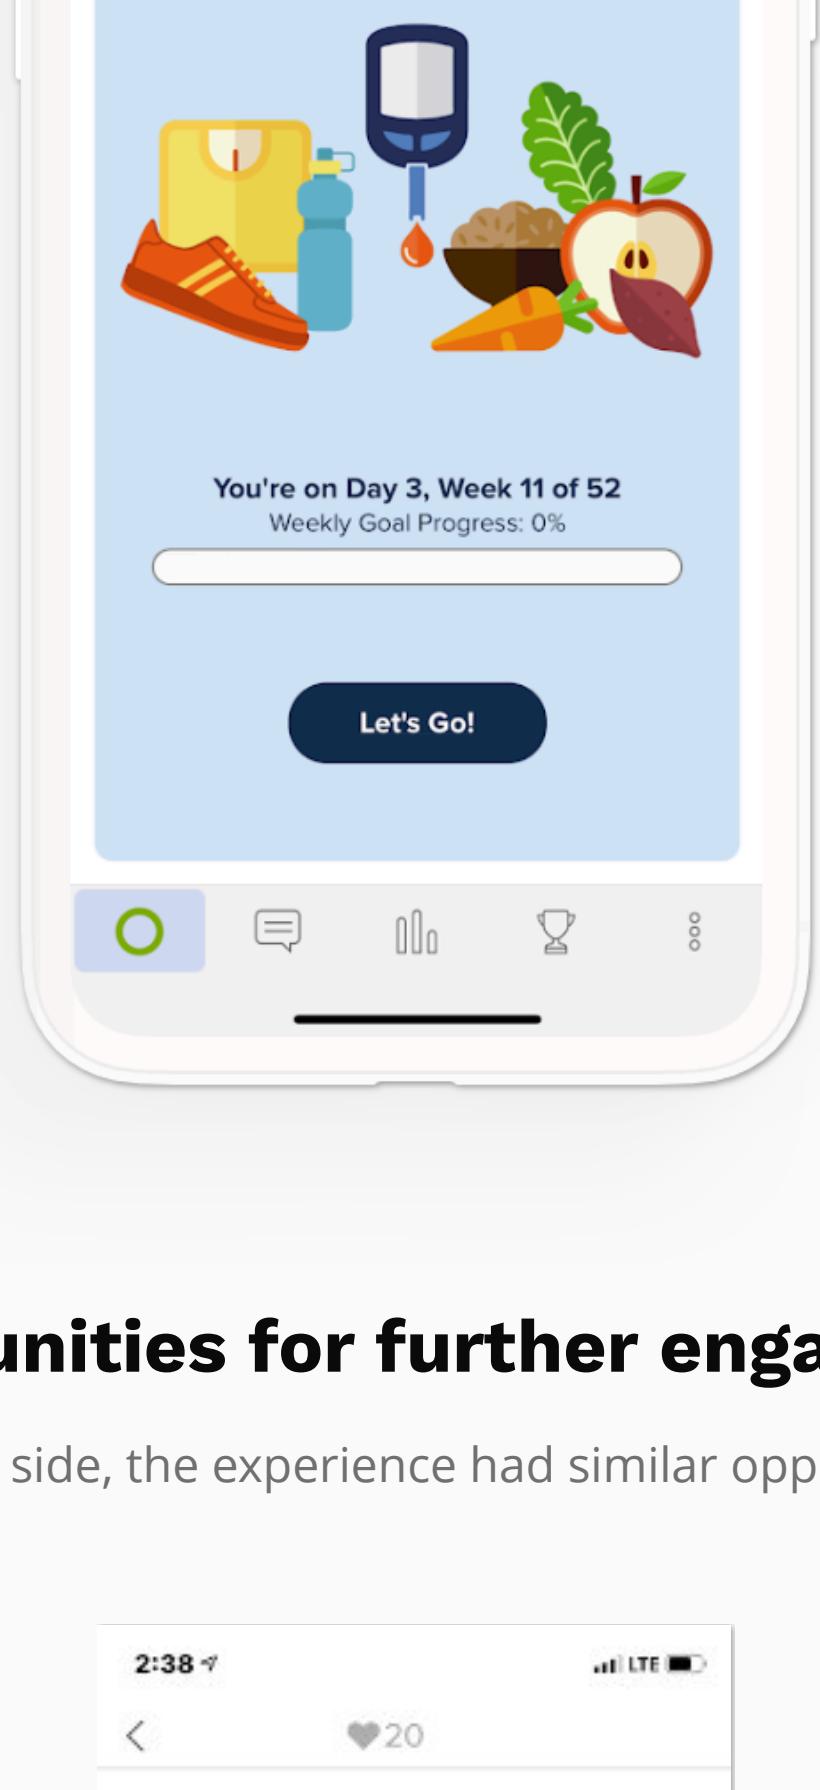 You're on Day 3, Week 11 of 52
Weekly Goal Progress: 0%
Let's Go!
unities for further enga
side, the experience had similar opp
2:38 LTE
20